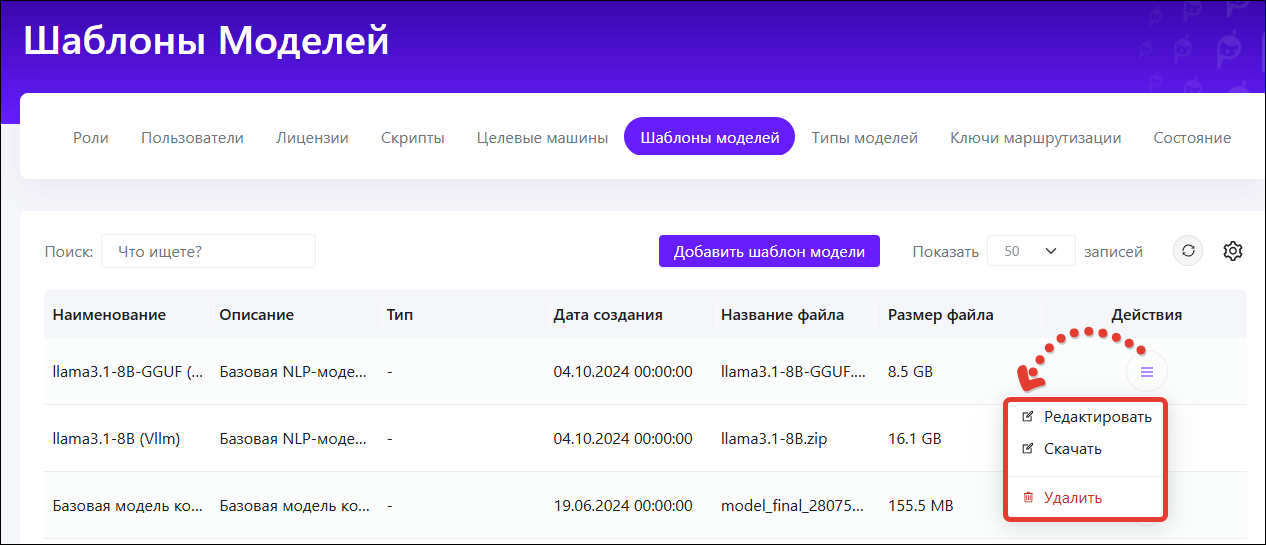 Шаблоны Моделей
Роли Пользователи Лицензии Скрипты Целевые машины Шаблоны моделей Типы моделей Ключи маршрутизации Состояние
Поиск: Что ищете? Добавить шаблон модели Показать 50 записей
Наименование Описание Тип Дата создания Название файла Размер файла Действия
llama3.1-8B-GGUF (... Базовая NLP-моде... - 04.10.2024 00:00:00 llama3.1-8B-GGUF.... 8.5 GB
Редактировать
llama3.1-8B (Vllm) Базовая NLP-моде... - 04.10.2024 00:00:00 llama3.1-8B.zip 16.1 GB
Скачать
Удалить
Базовая модель ко... Базовая модель ко... - 19.06.2024 00:00:00 model_final_28075... 155.5 MB